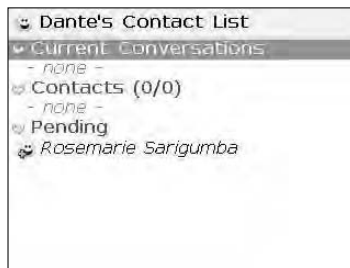 Dante's Contact List
Current Conversations
- none -
Contacts (0/0)
- none -
Pending
Rosemarie Sarigumba